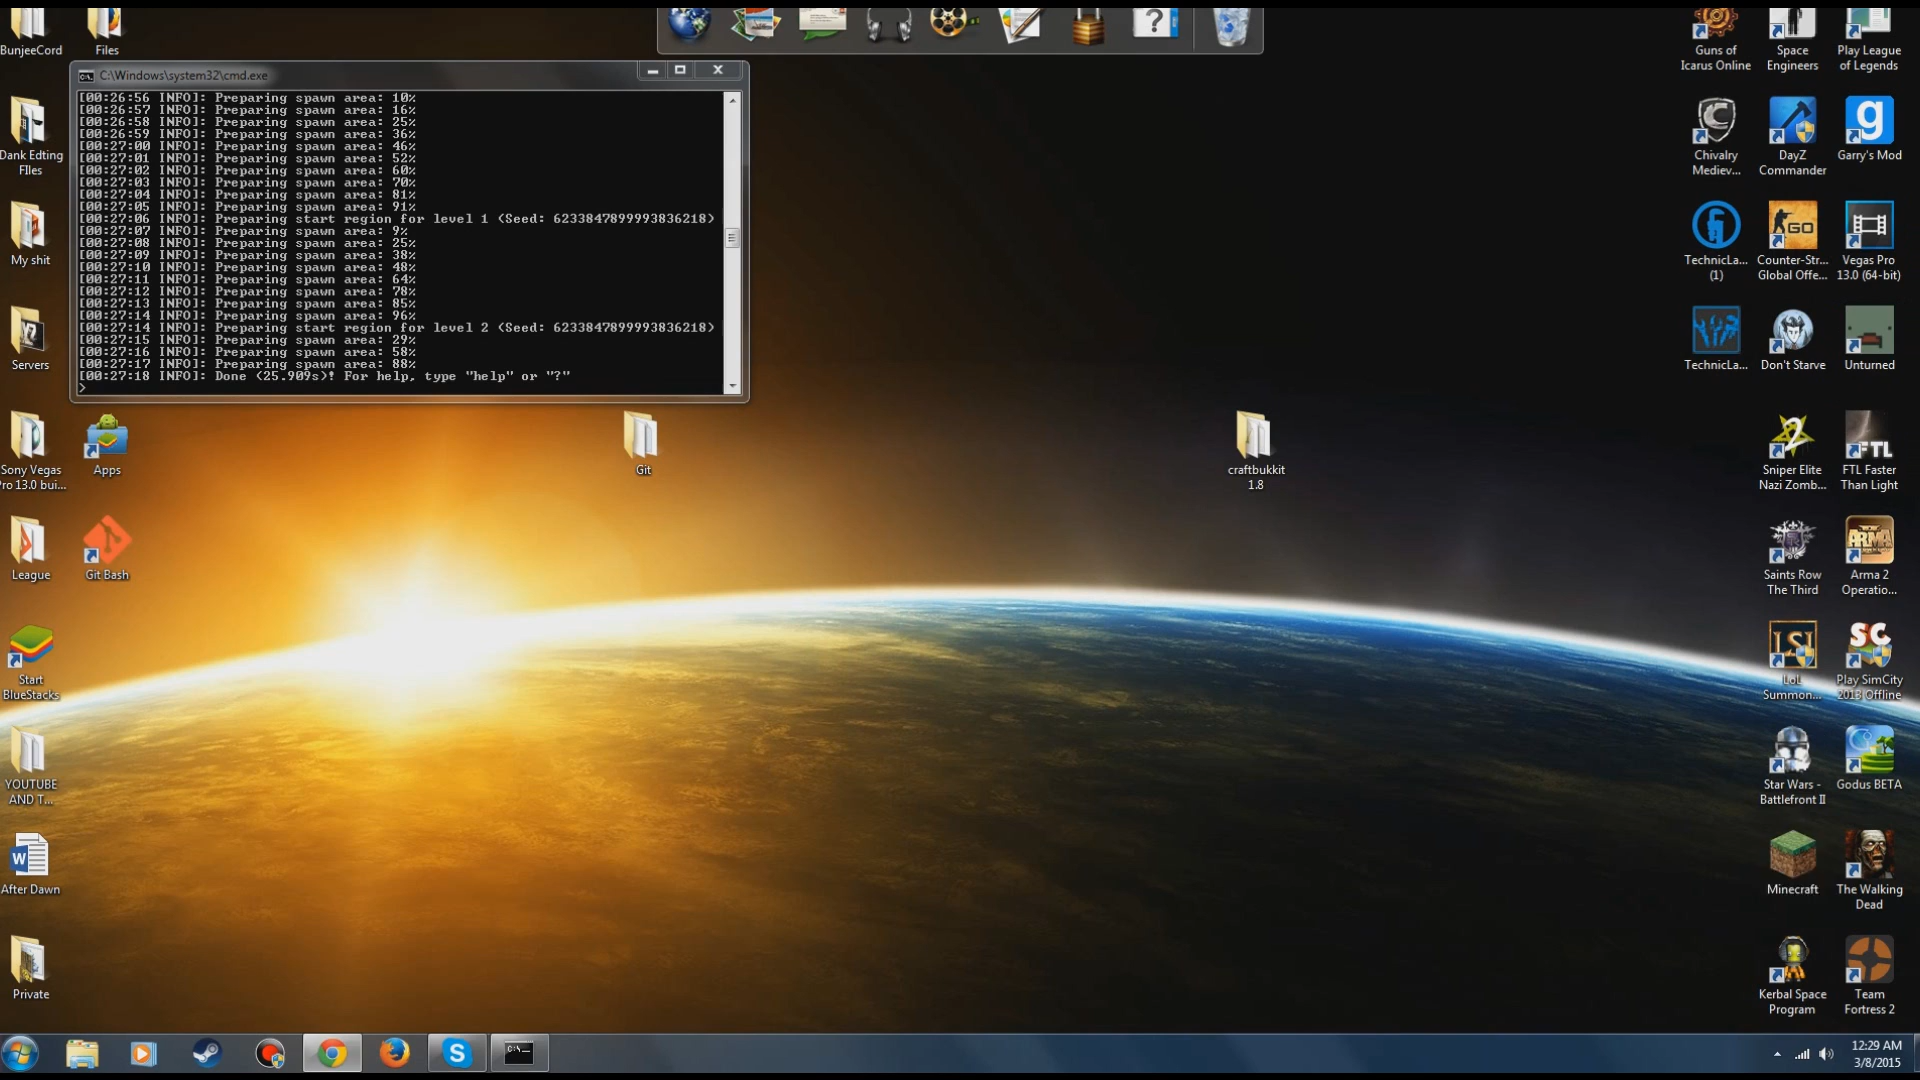 BunjeeCord
Files
Guns of
Icarus Online
Space
Engineers
Play League
of Legends
C:\Windows\system32\cmd.exe
[00:26:56 INFO]: Preparing spawn area: 10%
[00:26:57 INFO]: Preparing spawn area: 16%
[00:26:58 INFO]: Preparing spawn area: 25%
[00:26:59 INFO]: Preparing spawn area: 36%
[00:27:00 INFO]: Preparing spawn area: 46%
[00:27:01 INFO]: Preparing spawn area: 52%
[00:27:02 INFO]: Preparing spawn area: 60%
[00:27:03 INFO]: Preparing spawn area: 70%
[00:27:04 INFO]: Preparing spawn area: 81%
[00:27:05 INFO]: Preparing spawn area: 91%
[00:27:06 INFO]: Preparing start region for level 1 (Seed: 6233847899993836218)
[00:27:07 INFO]: Preparing spawn area: 9%
[00:27:08 INFO]: Preparing spawn area: 25%
[00:27:09 INFO]: Preparing spawn area: 38%
[00:27:10 INFO]: Preparing spawn area: 48%
[00:27:11 INFO]: Preparing spawn area: 64%
[00:27:12 INFO]: Preparing spawn area: 78%
[00:27:13 INFO]: Preparing spawn area: 85%
[00:27:14 INFO]: Preparing spawn area: 96%
[00:27:14 INFO]: Preparing start region for level 2 (Seed: 6233847899993836218)
[00:27:15 INFO]: Preparing spawn area: 29%
[00:27:16 INFO]: Preparing spawn area: 58%
[00:27:17 INFO]: Preparing spawn area: 88%
[00:27:18 INFO]: Done (25.909s)! For help, type "help" or "?"
>
Dank Edting
FIles
Chivalry
Mediev...
DayZ
Commander
Garry's Mod
My shit
TechnicLa...
(1)
Counter-Str...
Global Offe...
Vegas Pro
13.0 (64-bit)
Servers
TechnicLa...
Don't Starve
Unturned
Sony Vegas
Pro 13.0 bui...
Apps
Git
craftbukkit
1.8
Sniper Elite
Nazi Zomb...
FTL Faster
Than Light
League
Git Bash
Saints Row
The Third
Arma 2
Operatio...
Start
BlueStacks
LoL
Summon...
Play SimCity
2013 Offline
YOUTUBE
AND T...
Star Wars -
Battlefront II
Godus BETA
After Dawn
Minecraft
The Walking
Dead
Private
Kerbal Space
Program
Team
Fortress 2
12:29 AM
3/8/2015